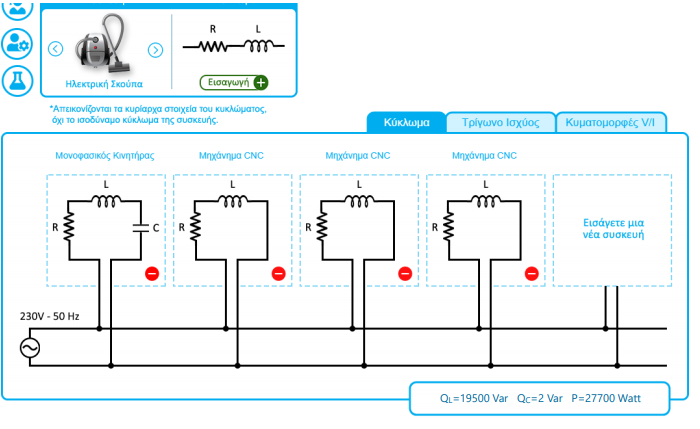 R L
Ηλεκτρική Σκούπα
Εισαγωγή
*Απεικονίζονται τα κυρίαρχα στοιχεία του κυκλώματος,
όχι το ισοδύναμο κύκλωμα της συσκευής.
Κύκλωμα Τρίγωνο Ισχύος Κυματομορφές V/I
Μονοφασικός Κινητήρας Μηχάνημα CNC Μηχάνημα CNC Μηχάνημα CNC
L L L L
R C R R R
Εισάγετε μια
νέα συσκευή
230V - 50 Hz
QL=19500 Var QC=2 Var P=27700 Watt